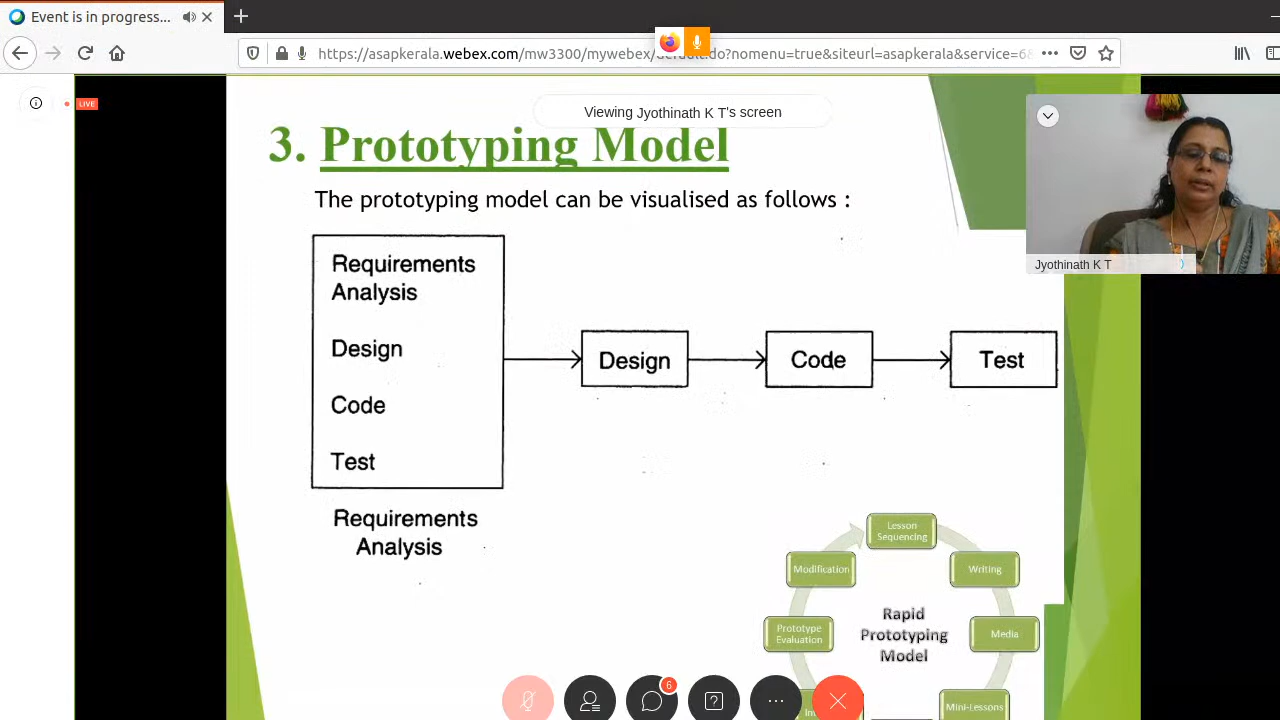 Event is in progress...
https://asapkerala.webex.com/mw3300/mywebex/default.do?nomenu=true&siteurl=asapkerala&service=6
LIVE
Viewing Jyothinath K T's screen
3. Prototyping Model
The prototyping model can be visualised as follows :
Jyothinath K T
Requirements
Analysis
Design
Code
Test
Design
Code
Test
Requirements
Analysis
Lesson
Sequencing
Modification
Writing
Rapid
Prototyping
Model
Prototype
Evaluation
Media
Mini-Lessons
6